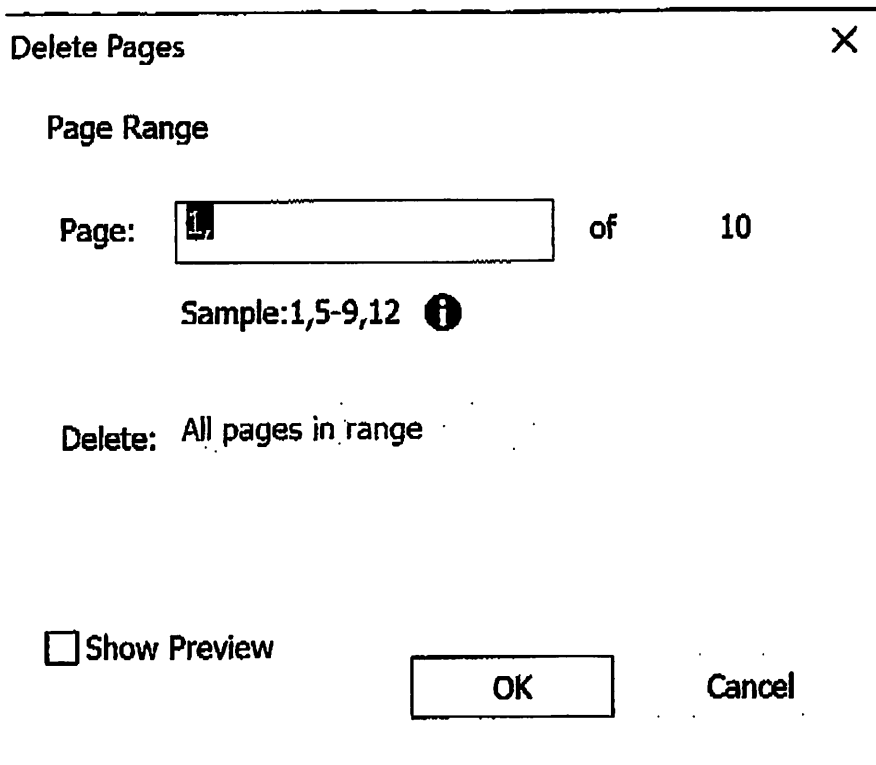 Delete Pages
Page Range
Page: 1, of 10
Sample:1,5-9,12
Delete: All pages in range
Show Preview
OK Cancel